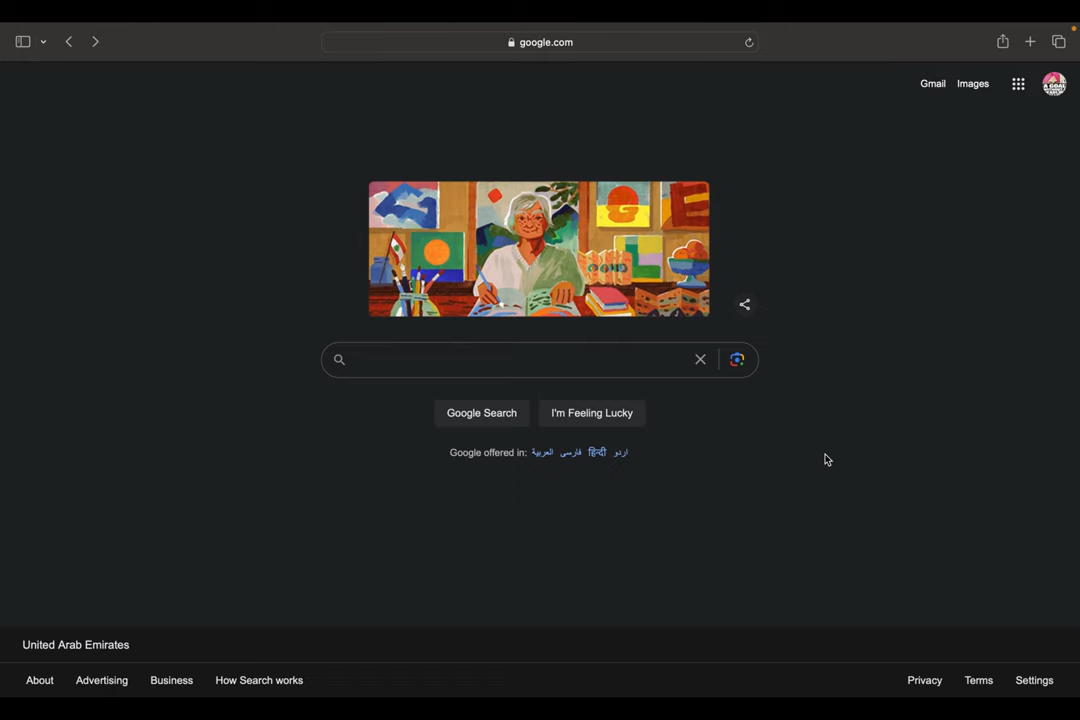 google.com
Gmail Images
Google Search I'm Feeling Lucky
Google offered in: العربية فارسی हिन्दी اردو
United Arab Emirates
About Advertising Business How Search works Privacy Terms Settings